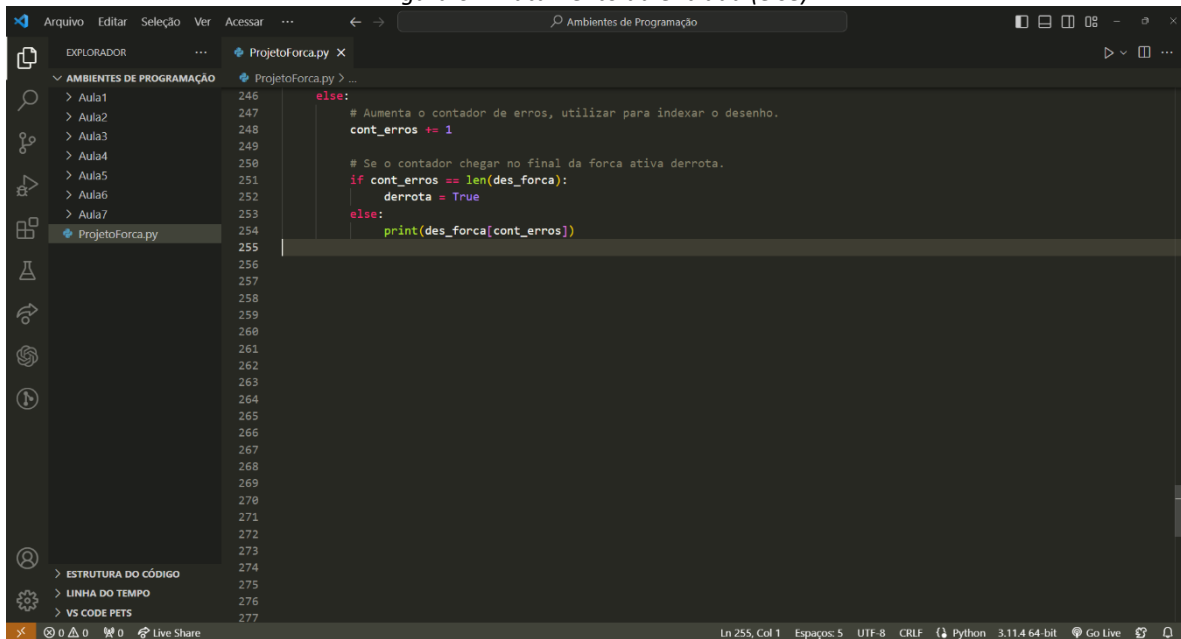 Arquivo Editar Seleção Ver Acessar ··· ← → Ambientes de Programação
EXPLORADOR ···
AMBIENTES DE PROGRAMAÇÃO
> Aula1
> Aula2
> Aula3
> Aula4
> Aula5
> Aula6
> Aula7
ProjetoForca.py
> ESTRUTURA DO CÓDIGO
> LINHA DO TEMPO
> VS CODE PETS
ProjetoForca.py ×
ProjetoForca.py > ...
246 else:
247 # Aumenta o contador de erros, utilizar para indexar o desenho.
248 cont_erros += 1
249
250 # Se o contador chegar no final da forca ativa derrota.
251 if cont_erros == len(des_forca):
252 derrota = True
253 else:
254 print(des_forca[cont_erros])
255
256
257
258
259
260
261
262
263
264
265
266
267
268
269
270
271
272
273
274
275
276
277
0 0 0 Live Share Ln 255, Col 1 Espaços: 5 UTF-8 CRLF Python 3.11.4 64-bit Go Live